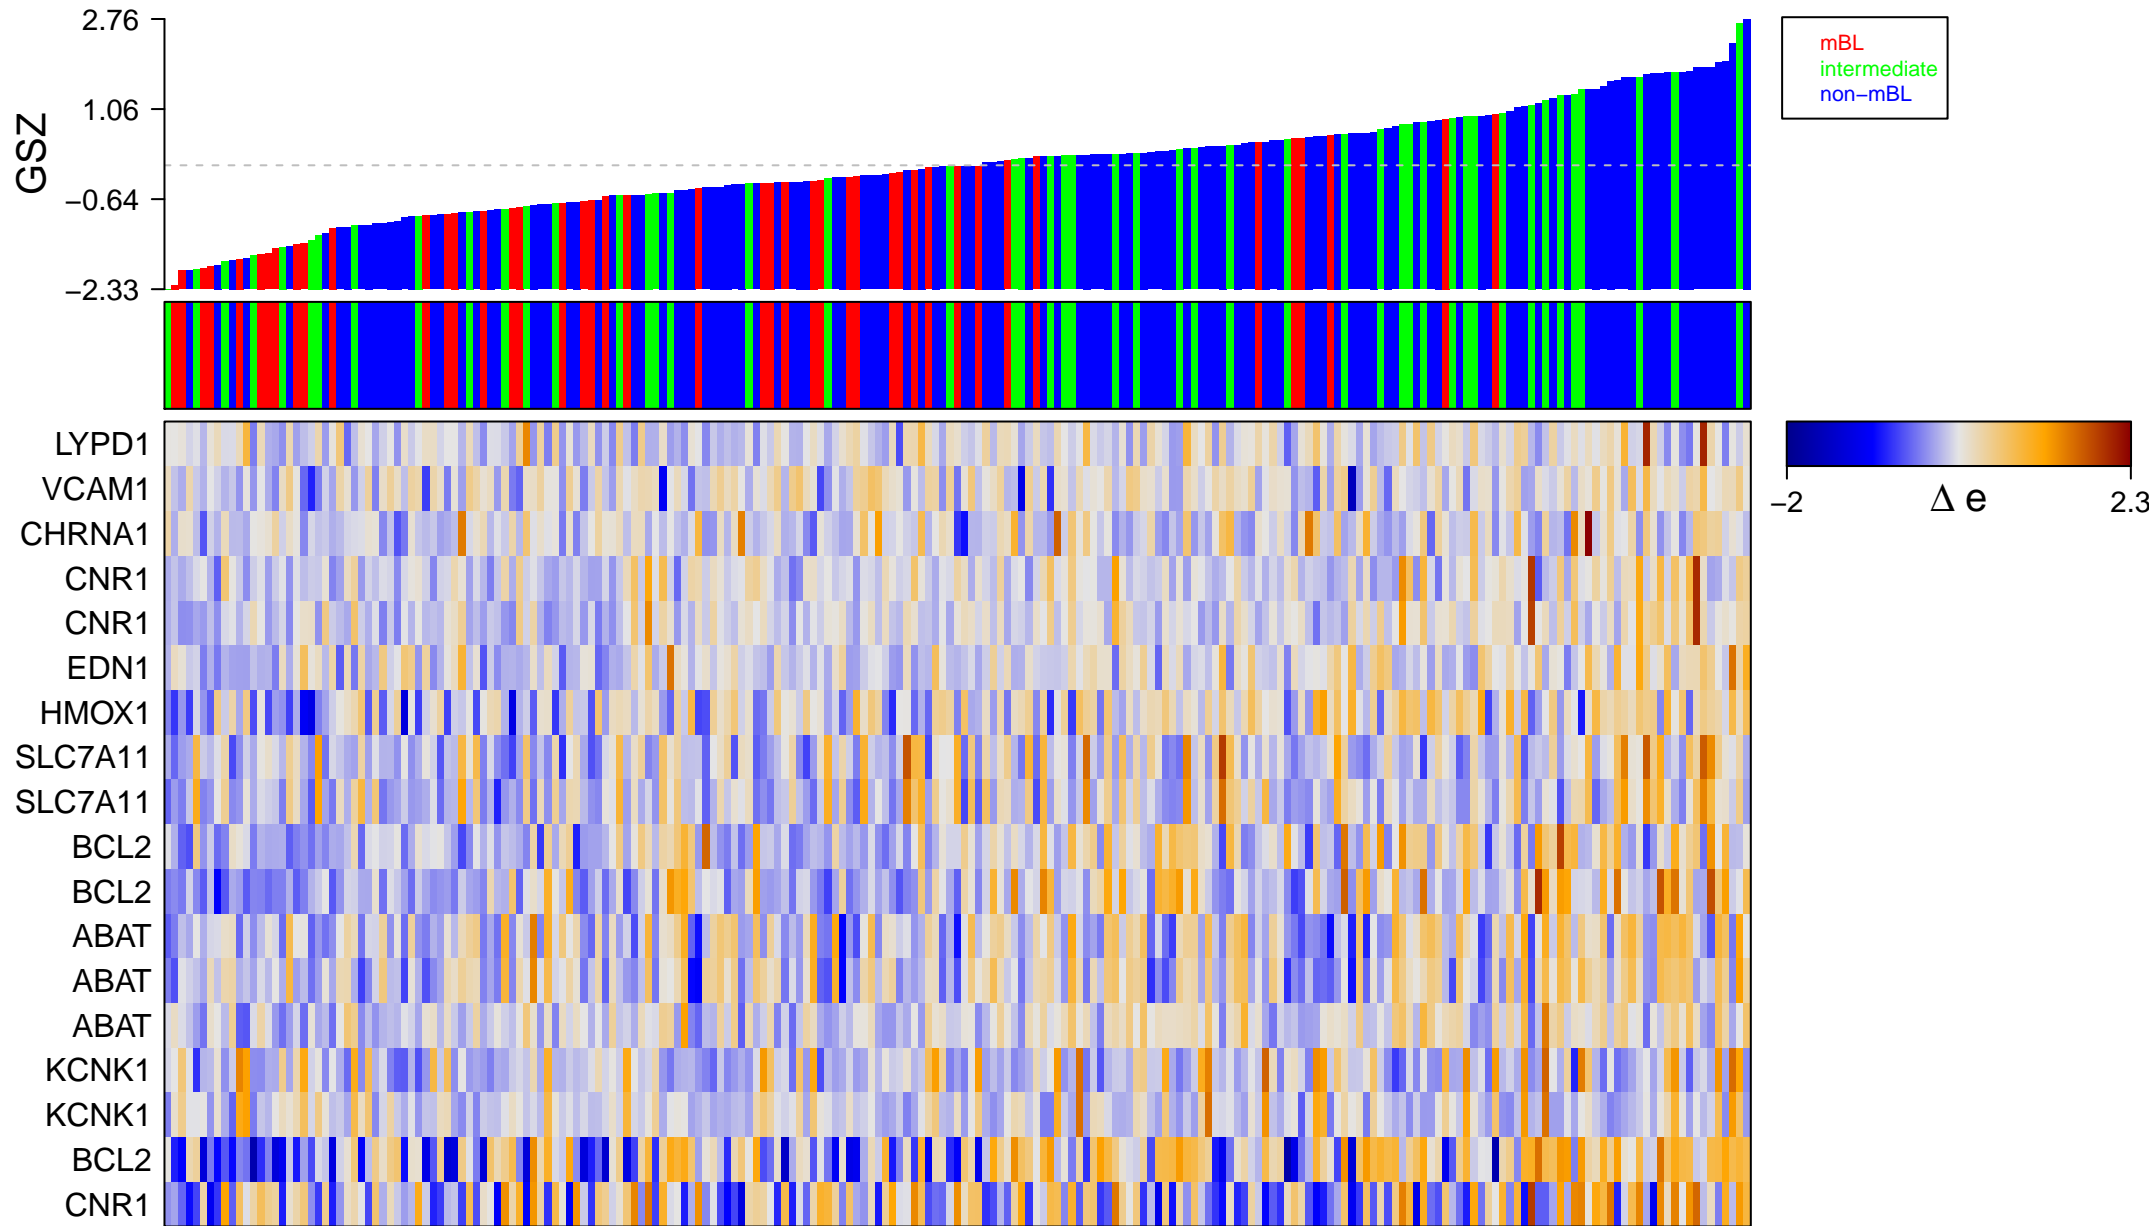 2.76
1.06
−0.64
−2.33
GSZ
mBL
intermediate
non−mBL
LYPD1
VCAM1
CHRNA1
CNR1
CNR1
EDN1
HMOX1
SLC7A11
SLC7A11
BCL2
BCL2
ABAT
ABAT
ABAT
KCNK1
KCNK1
BCL2
CNR1
−2
Δ e
2.3